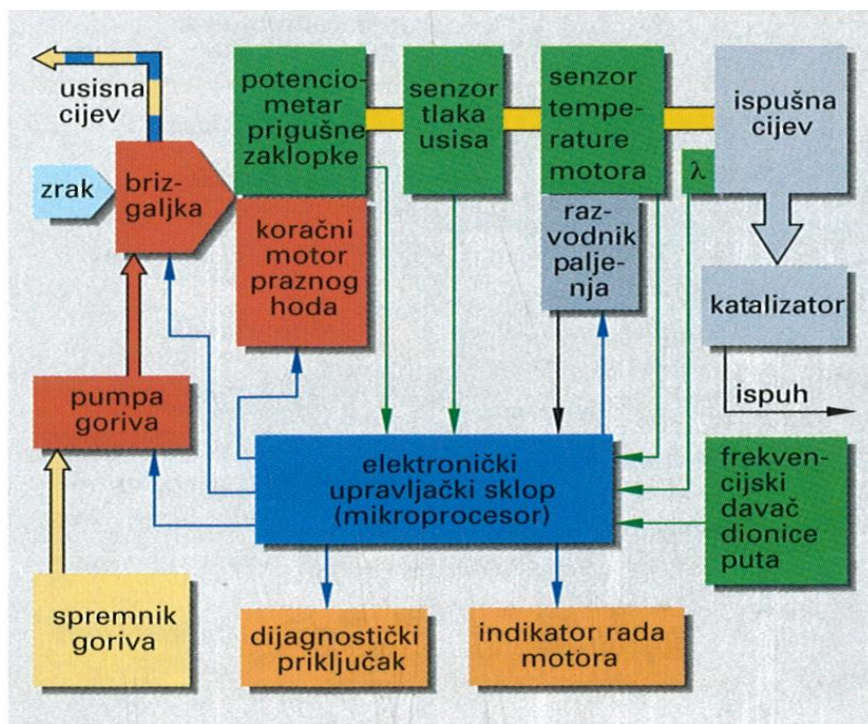 usisna
cijev
zrak
briz-
galjka
potencio-
metar
prigušne
zaklopke
senzor
tlaka
usisa
senzor
tempe-
rature
motora
λ
ispušna
cijev
koračni
motor
praznog
hoda
raz-
vodnik
palje-
nja
katalizator
ispuh
pumpa
goriva
elektronički
upravljački sklop
(mikroprocesor)
frekven-
cijski
davač
dionice
puta
spremnik
goriva
dijagnostički
priključak
indikator rada
motora